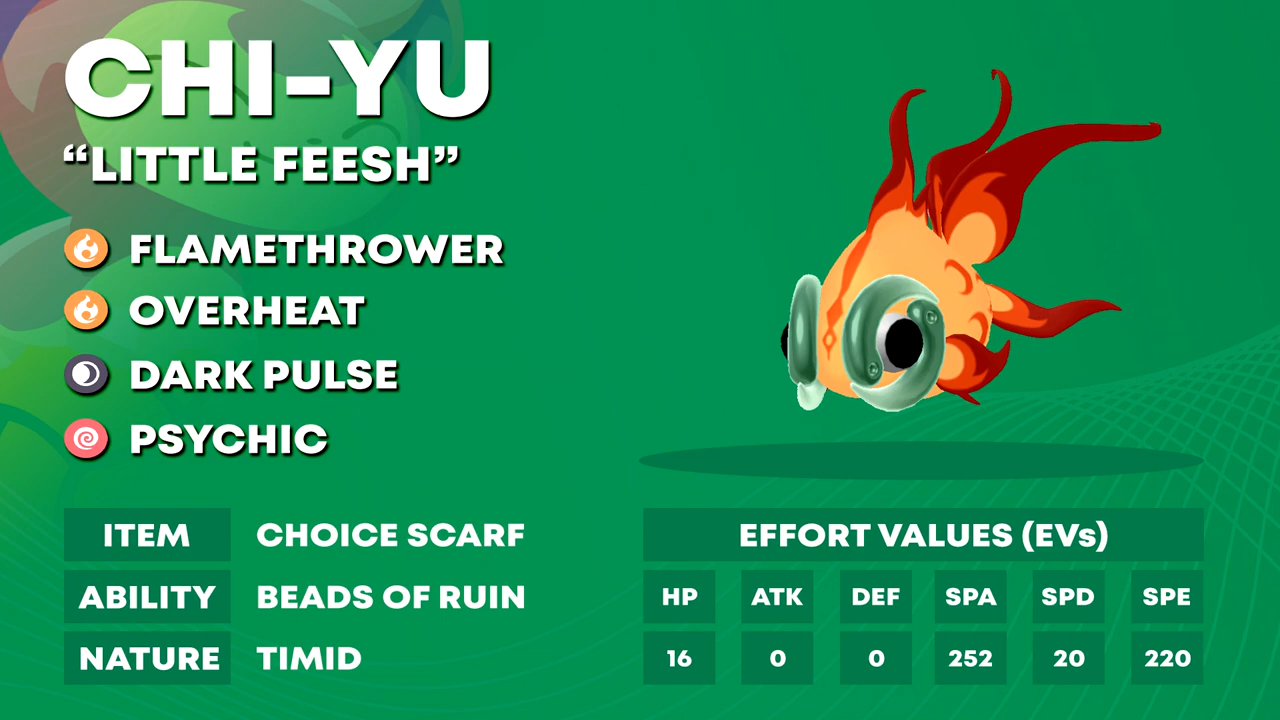 CHI-YU
“LITTLE FEESH”
FLAMETHROWER
OVERHEAT
DARK PULSE
PSYCHIC
ITEM CHOICE SCARF
ABILITY BEADS OF RUIN
NATURE TIMID
EFFORT VALUES (EVs)
HP ATK DEF SPA SPD SPE
16 0 0 252 20 220